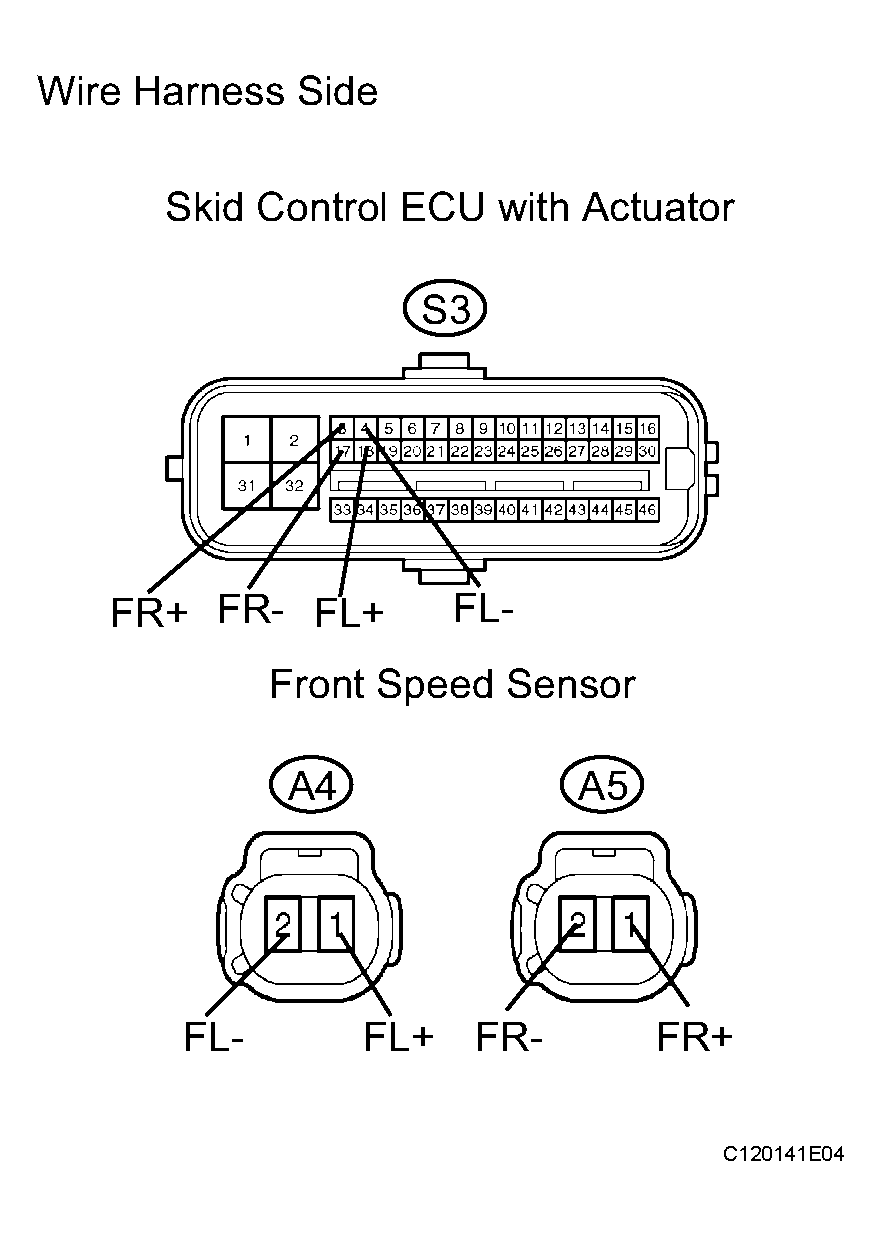 Wire Harness Side
Skid Control ECU with Actuator
S3
1 2 3 4 5 6 7 8 9 10 11 12 13 14 15 16
17 18 19 20 21 22 23 24 25 26 27 28 29 30
31 32
33 34 35 36 37 38 39 40 41 42 43 44 45 46
FR+ FR- FL+ FL-
Front Speed Sensor
A4 A5
2 1 2 1
FL- FL+ FR- FR+
C120141E04